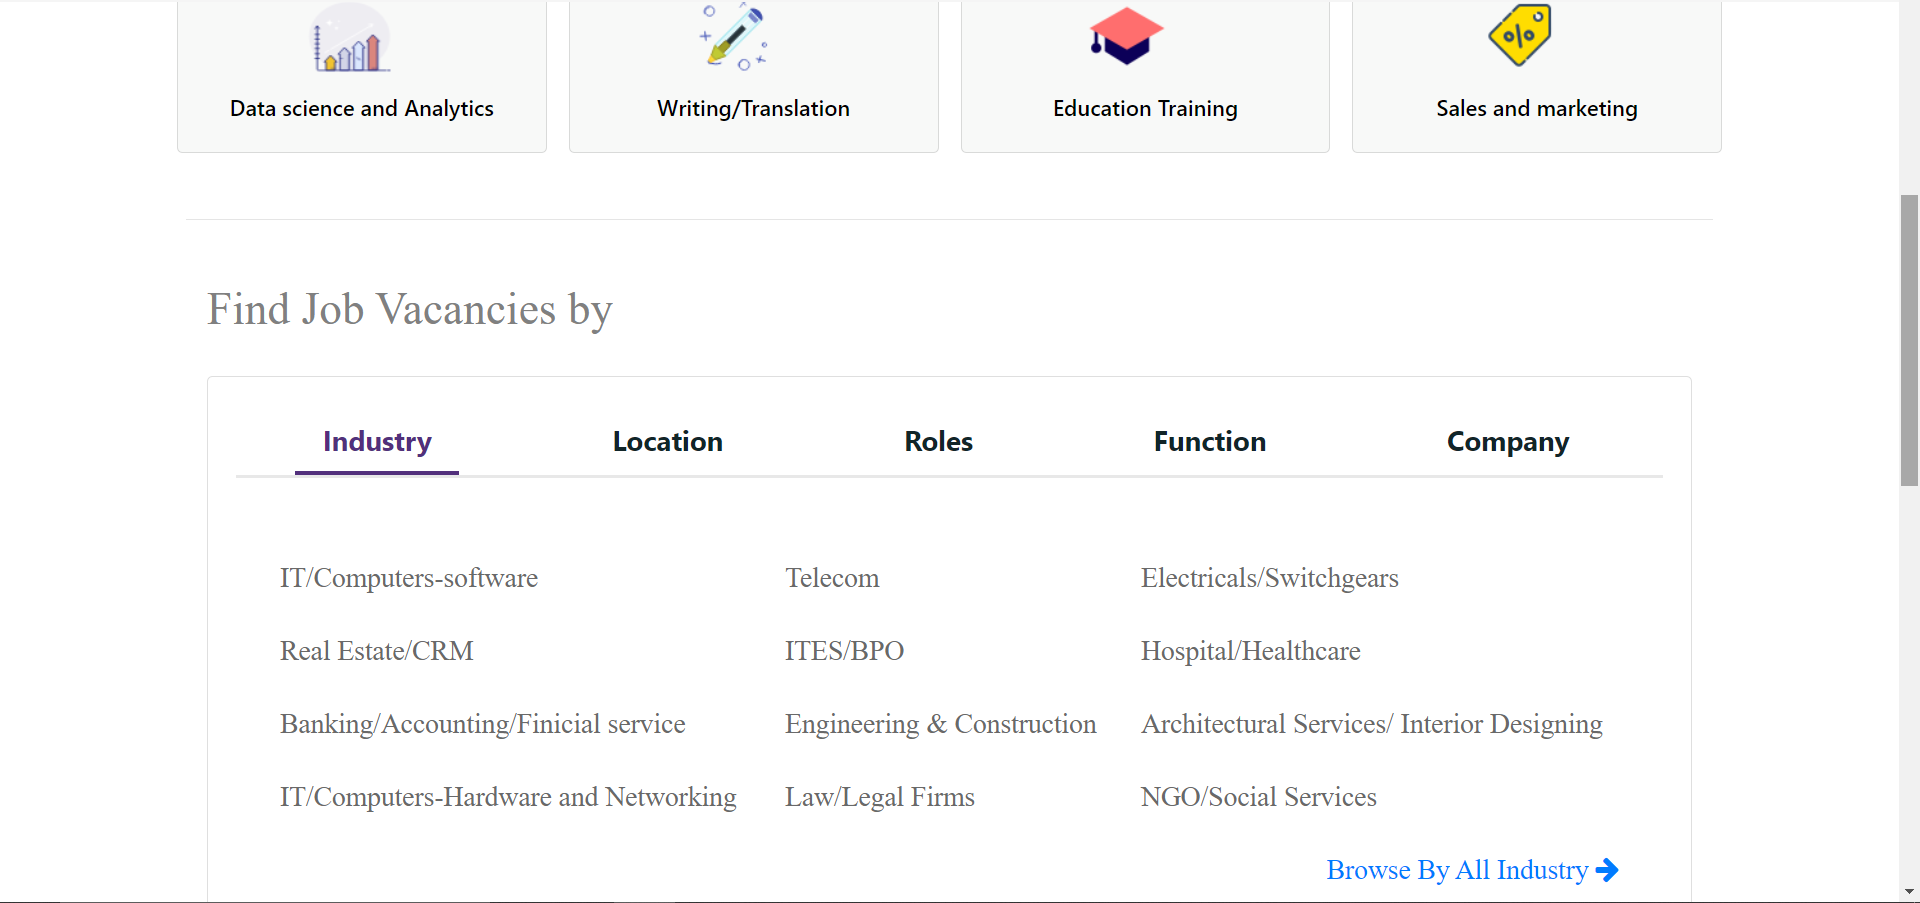 Data science and Analytics
Writing/Translation
Education Training
Sales and marketing
Find Job Vacancies by
Industry
Location
Roles
Function
Company
IT/Computers-software
Telecom
Electricals/Switchgears
Real Estate/CRM
ITES/BPO
Hospital/Healthcare
Banking/Accounting/Finicial service
Engineering & Construction
Architectural Services/ Interior Designing
IT/Computers-Hardware and Networking
Law/Legal Firms
NGO/Social Services
Browse By All Industry